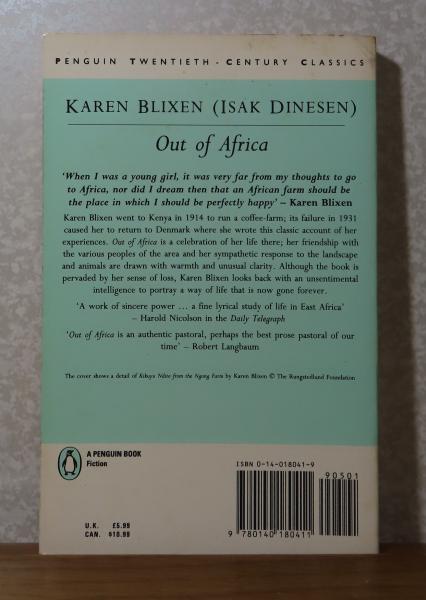 PENGUIN TWENTIETH-CENTURY CLASSICS
KAREN BLIXEN (ISAK DINESEN)
Out of Africa
‘When I was a young girl, it was very far from my thoughts to go
to Africa, nor did I dream then that an African farm should be
the place in which I should be perfectly happy’ – Karen Blixen
Karen Blixen went to Kenya in 1914 to run a coffee-farm; its failure in 1931
caused her to return to Denmark where she wrote this classic account of her
experiences. Out of Africa is a celebration of her life there; her friendship with
the various peoples of the area and her sympathetic response to the landscape
and animals are drawn with warmth and unusual clarity. Although the book is
pervaded by her sense of loss, Karen Blixen looks back with an unsentimental
intelligence to portray a way of life that is now gone forever.
‘A work of sincere power ... a fine lyrical study of life in East Africa’
– Harold Nicolson in the Daily Telegraph
‘Out of Africa is an authentic pastoral, perhaps the best prose pastoral of our
time’ – Robert Langbaum
The cover shows a detail of Kikuyu Ndito from the Ngong Farm by Karen Blixen © The Rungstedlund Foundation
A PENGUIN BOOK
Fiction
U.K. £5.99
CAN. $10.99
ISBN 0-14-018041-9
90501
9 780140 180411